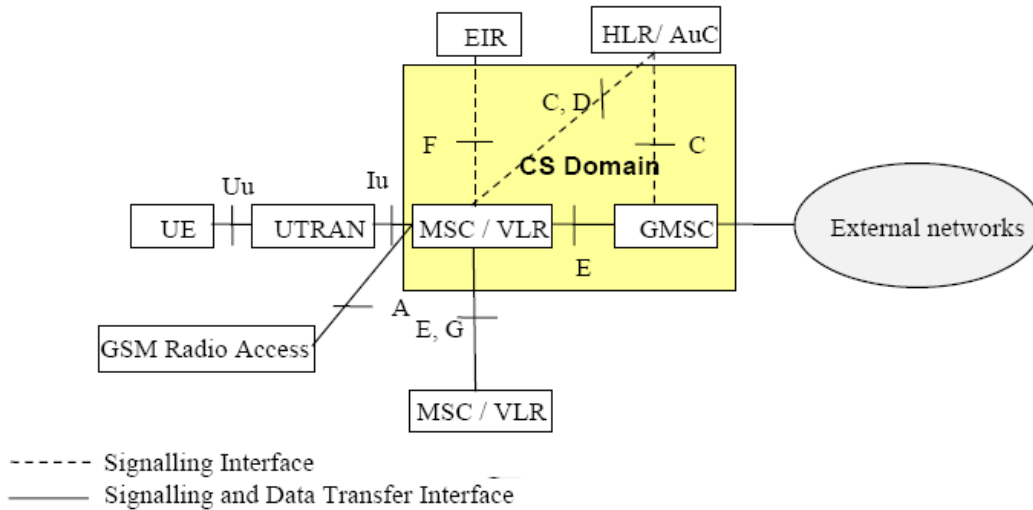 EIR
HLR/ AuC
C, D
F
CS Domain
C
Uu
Iu
UE
UTRAN
MSC / VLR
GMSC
External networks
E
A
E, G
GSM Radio Access
MSC / VLR
Signalling Interface
Signalling and Data Transfer Interface